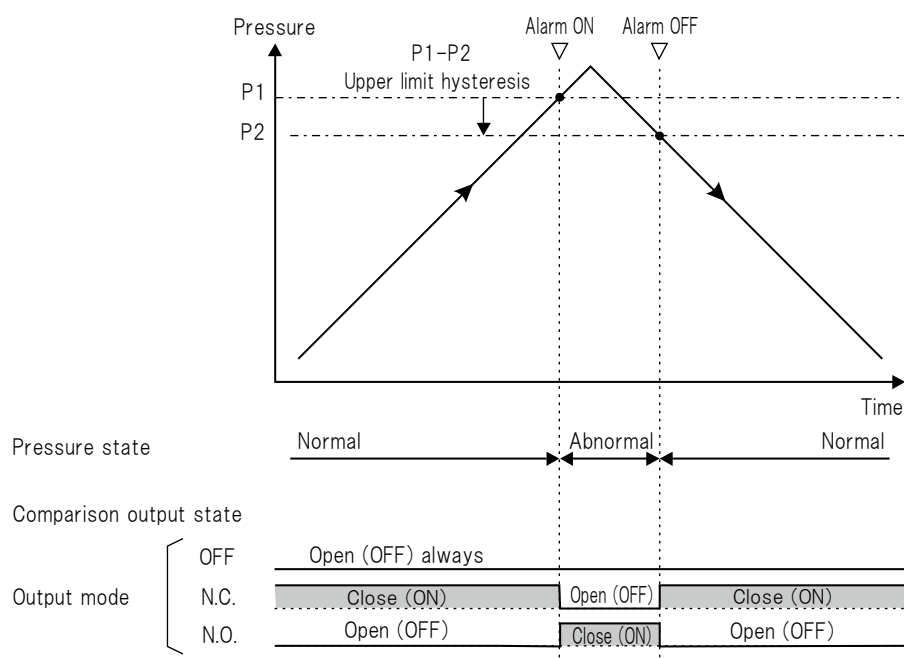 Pressure
Alarm ON
Alarm OFF
P1-P2
Upper limit hysteresis
P1
P2
Time
Pressure state
Normal
Abnormal
Normal
Comparison output state
Output mode
OFF
Open (OFF) always
N.C.
Close (ON)
Open (OFF)
Close (ON)
N.O.
Open (OFF)
Close (ON)
Open (OFF)